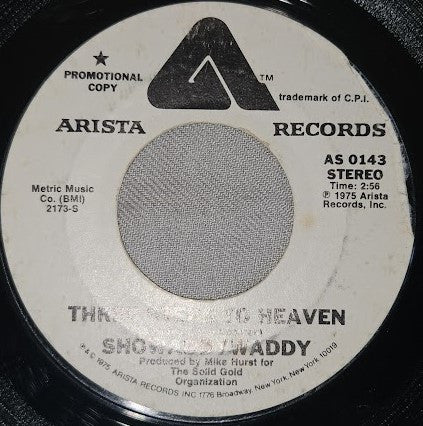 ★
PROMOTIONAL
COPY
™
trademark of C.P.I.
ARISTA RECORDS
AS 0143
STEREO
Time: 2:56
℗ 1975 Arista
Records, Inc.
Metric Music
Co. (BMI)
2173-S
TO HEAVEN
Produced by Mike Hurst for
The Solid Gold
Organization
P & © 1975 ARISTA RECORDS INC 1776 Broadway, New York, New York 10019